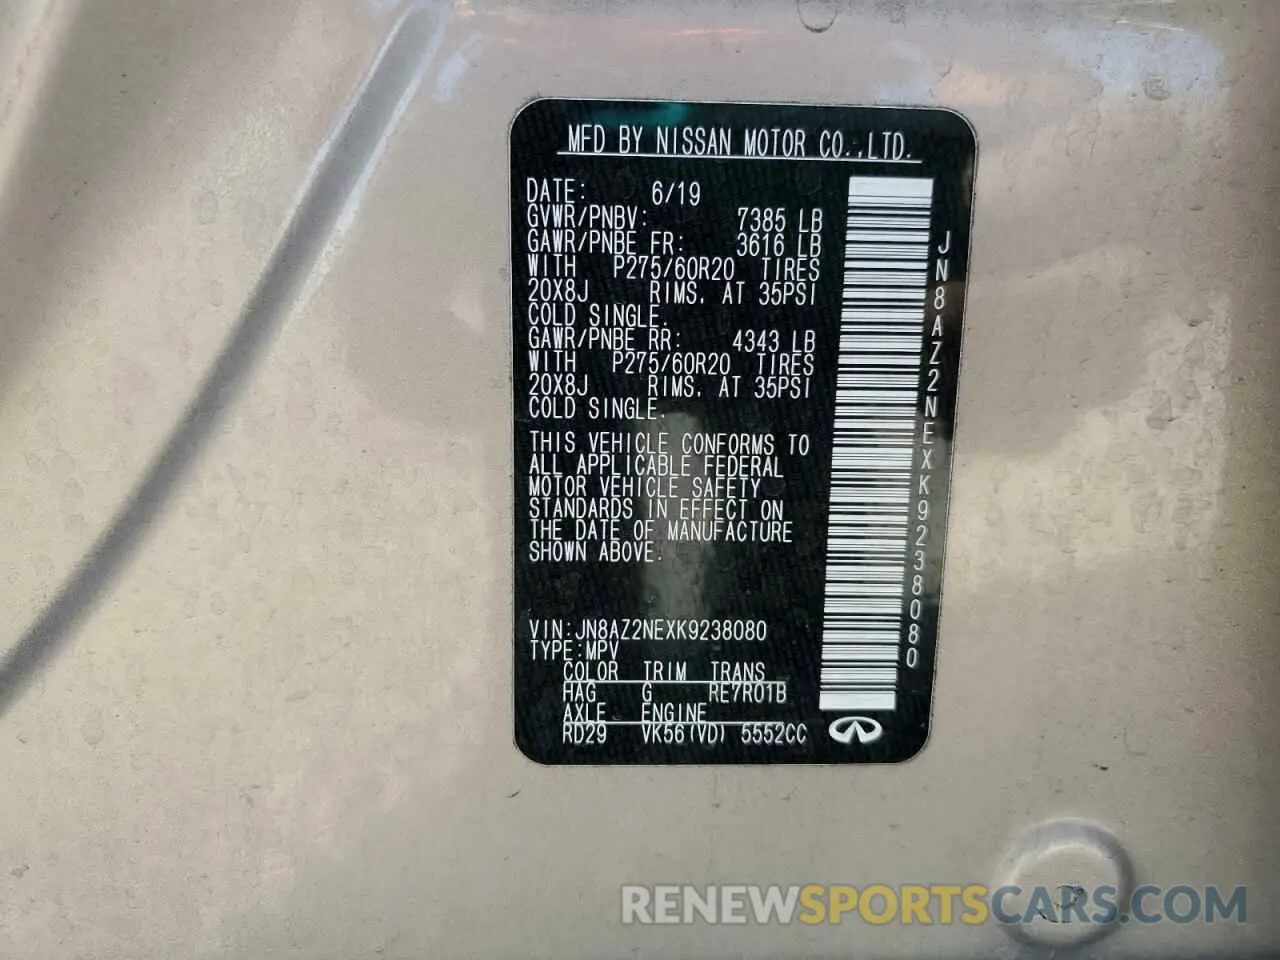 MFD BY NISSAN MOTOR CO.,LTD.
DATE: 6/19
GVWR/PNBV: 7385 LB
GAWR/PNBE FR: 3616 LB
WITH P275/60R20 TIRES
20X8J RIMS. AT 35PSI
COLD SINGLE.
GAWR/PNBE RR: 4343 LB
WITH P275/60R20 TIRES
20X8J RIMS. AT 35PSI
COLD SINGLE.
THIS VEHICLE CONFORMS TO
ALL APPLICABLE FEDERAL
MOTOR VEHICLE SAFETY
STANDARDS IN EFFECT ON
THE DATE OF MANUFACTURE
SHOWN ABOVE.
VIN:JN8AZ2NEXK9238080
TYPE:MPV
COLOR TRIM TRANS
HAG G RE7R01B
AXLE ENGINE
RD29 VK56(VD) 5552CC
JN8AZ2NEXK9238080
RENEWSPORTSCARS.COM